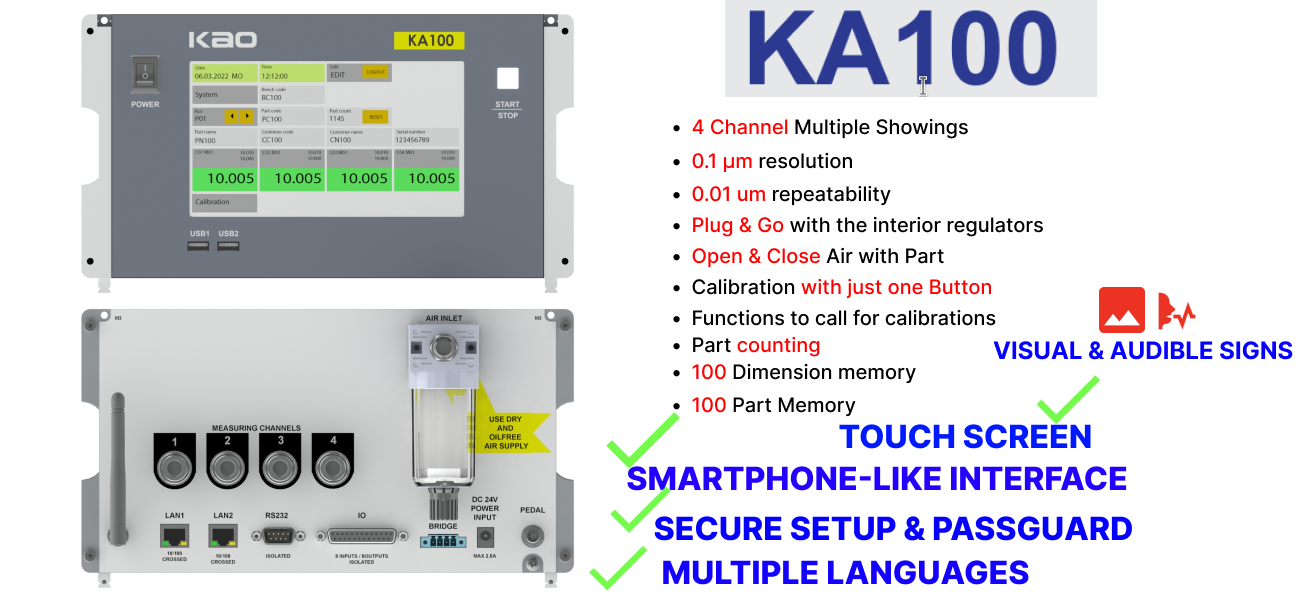 KAO
KA100
POWER
Date
06.03.2022 MO
Time
12:12:00
Edit
EDIT
LOGOUT
System
Bench code
BC100
Part
P01
Part code
PC100
Part count
1145
RESET
Part name
PN100
Customer code
CC100
Customer name
CN100
Serial number
123456789
10.005
10.005
10.005
10.005
Calibration
START
STOP
USB1
USB2
M3
AIR INLET
M3
USE DRY
AND
OILFREE
AIR SUPPLY
MEASURING CHANNELS
1
2
3
4
LAN1
10/100
CROSSED
LAN2
10/100
CROSSED
RS232
ISOLATED
IO
8 INPUTS / 8OUTPUTS
ISOLATED
BRIDGE
DC 24V
POWER
INPUT
MAX 2.5A
PEDAL
KA100
• 4 Channel Multiple Showings
• 0.1 μm resolution
• 0.01 um repeatability
• Plug & Go with the interior regulators
• Open & Close Air with Part
• Calibration with just one Button
• Functions to call for calibrations
• Part counting
• 100 Dimension memory
• 100 Part Memory
VISUAL & AUDIBLE SIGNS
TOUCH SCREEN
SMARTPHONE-LIKE INTERFACE
SECURE SETUP & PASSGUARD
MULTIPLE LANGUAGES